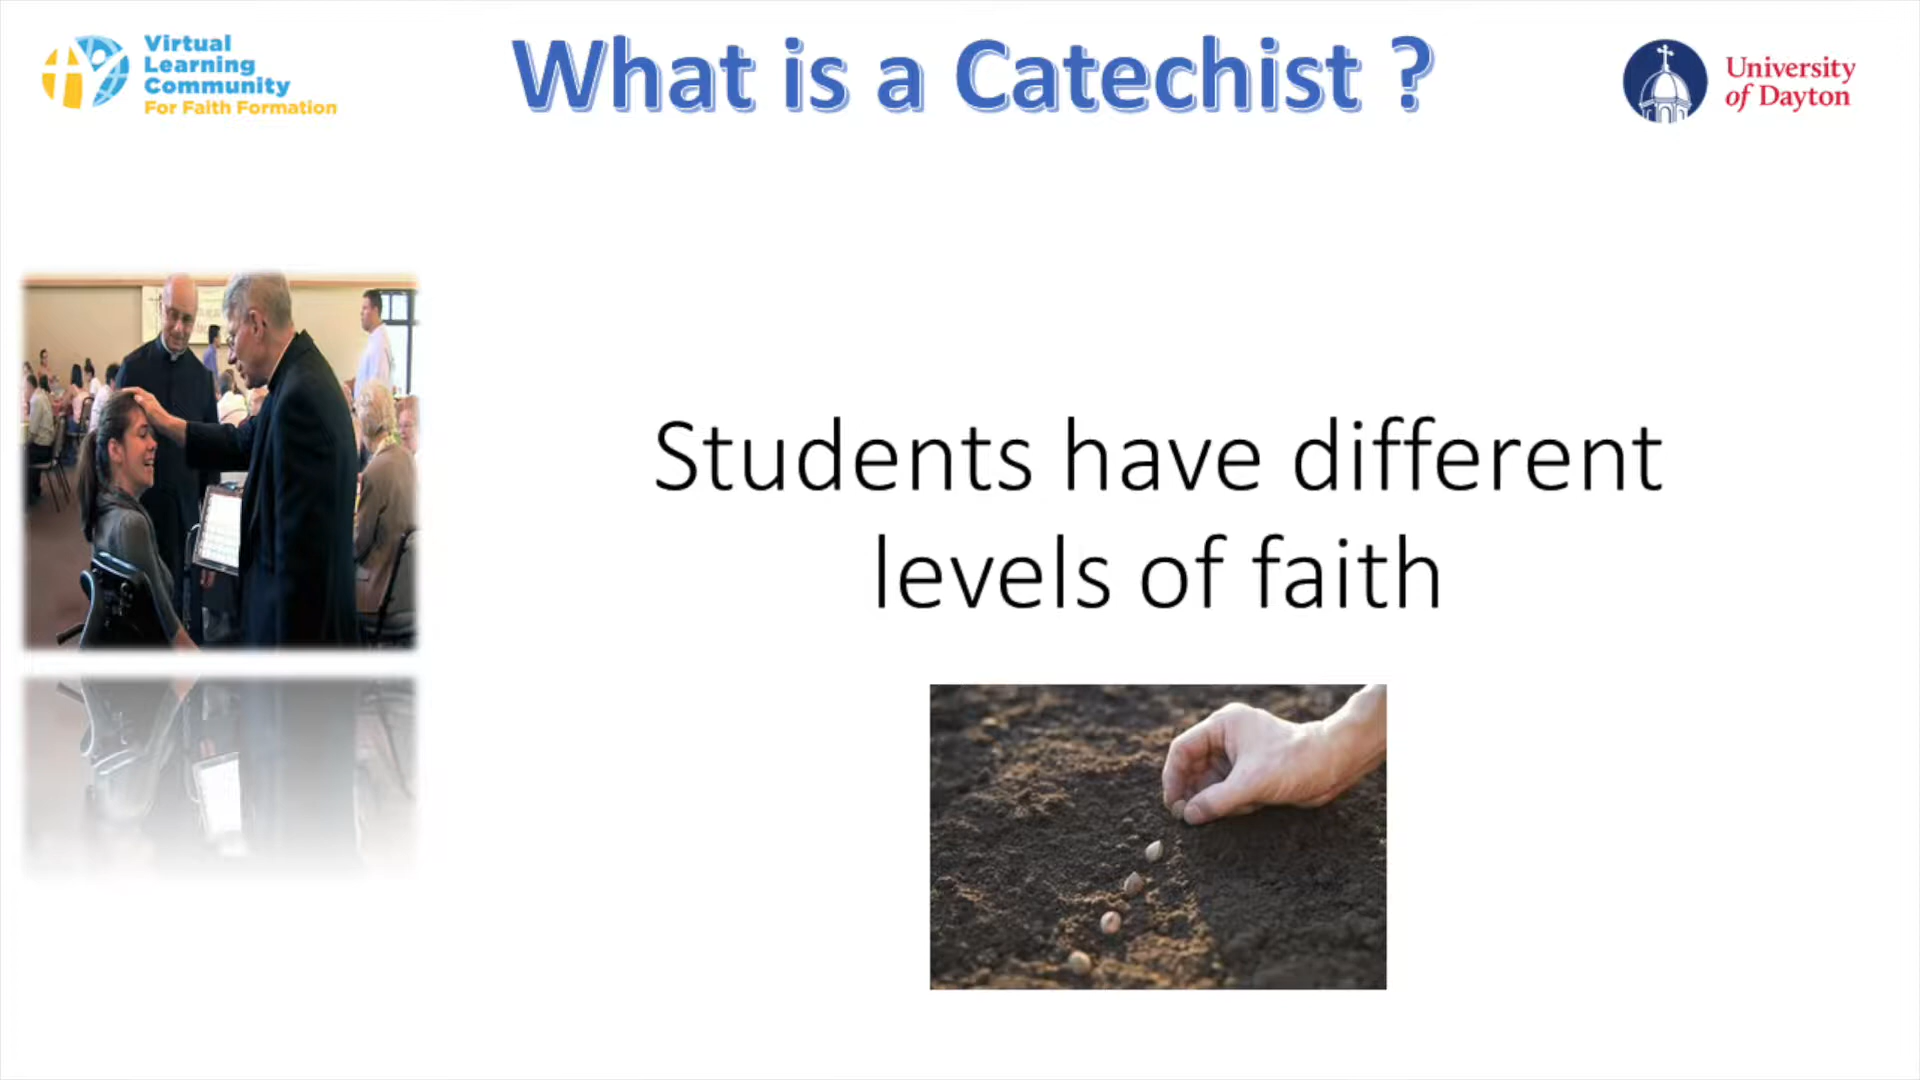 Virtual
Learning
Community
For Faith Formation
What is a Catechist ?
University
of Dayton
Students have different
levels of faith